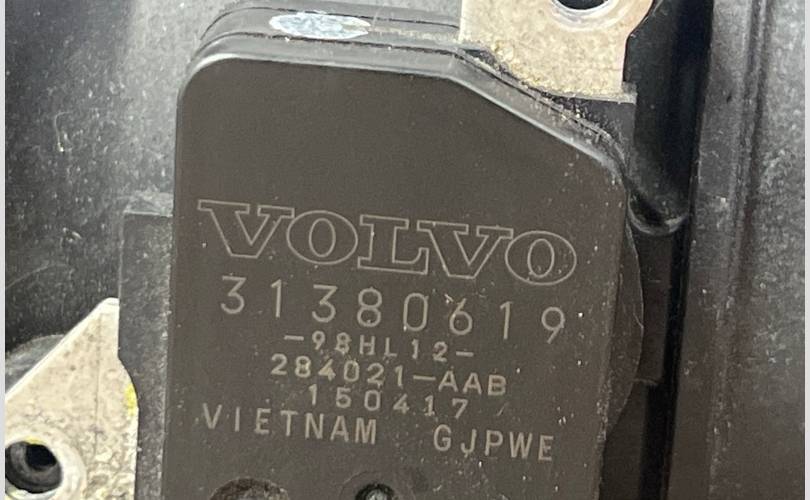 VOLVO
31380619
-98HL12-
284021-AAB
150417
VIETNAM GJPWE